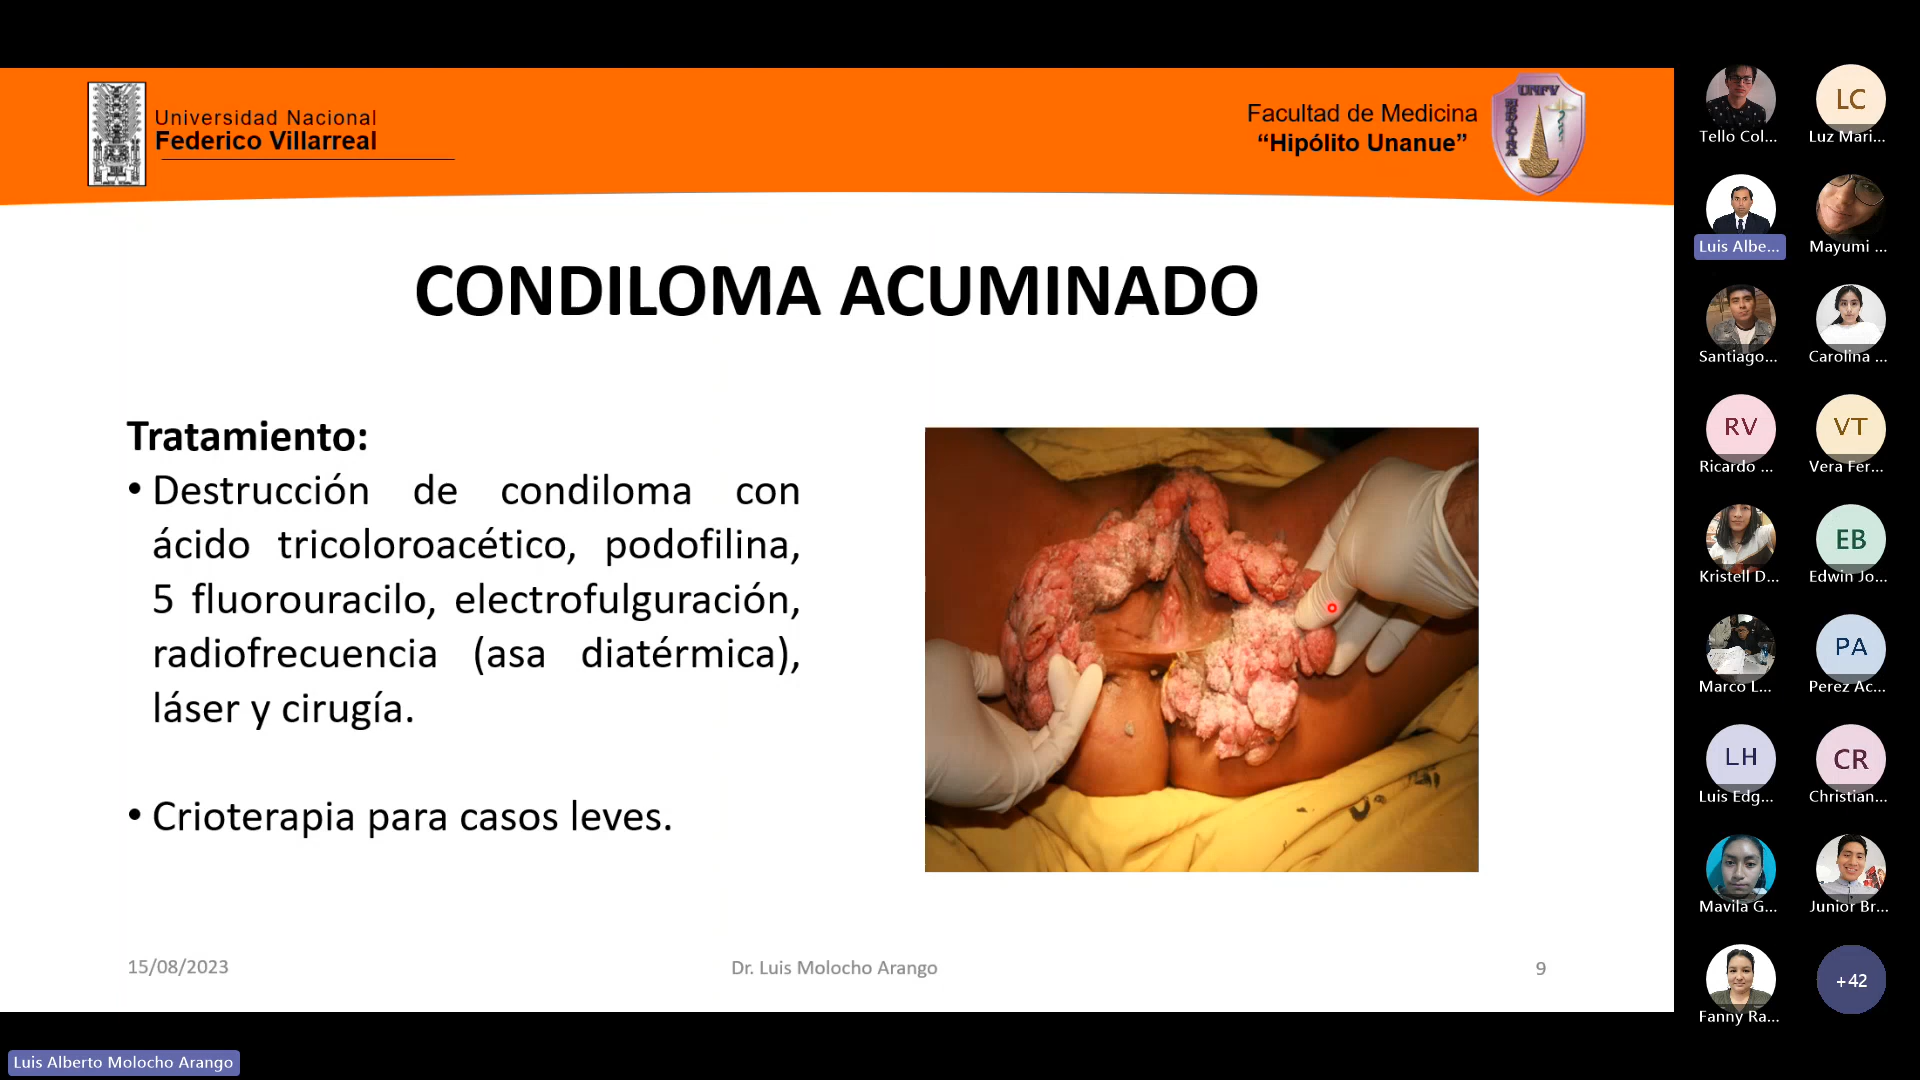 Universidad Nacional
Federico Villarreal
Facultad de Medicina
“Hipólito Unanue”
UNFV
CONDILOMA ACUMINADO
Tratamiento:
• Destrucción de condiloma con
ácido tricoloroacético, podofilina,
5 fluorouracilo, electrofulguración,
radiofrecuencia (asa diatérmica),
láser y cirugía.
• Crioterapia para casos leves.
15/08/2023
Dr. Luis Molocho Arango
9
Tello Col...
LC
Luz Mari...
Luis Albe...
Mayumi ...
Santiago...
Carolina ...
RV
Ricardo ...
VT
Vera Fer...
Kristell D...
EB
Edwin Jo...
Marco L...
PA
Perez Ac...
LH
Luis Edg...
CR
Christian...
Mavila G...
Junior Br...
Fanny Ra...
+42
Luis Alberto Molocho Arango